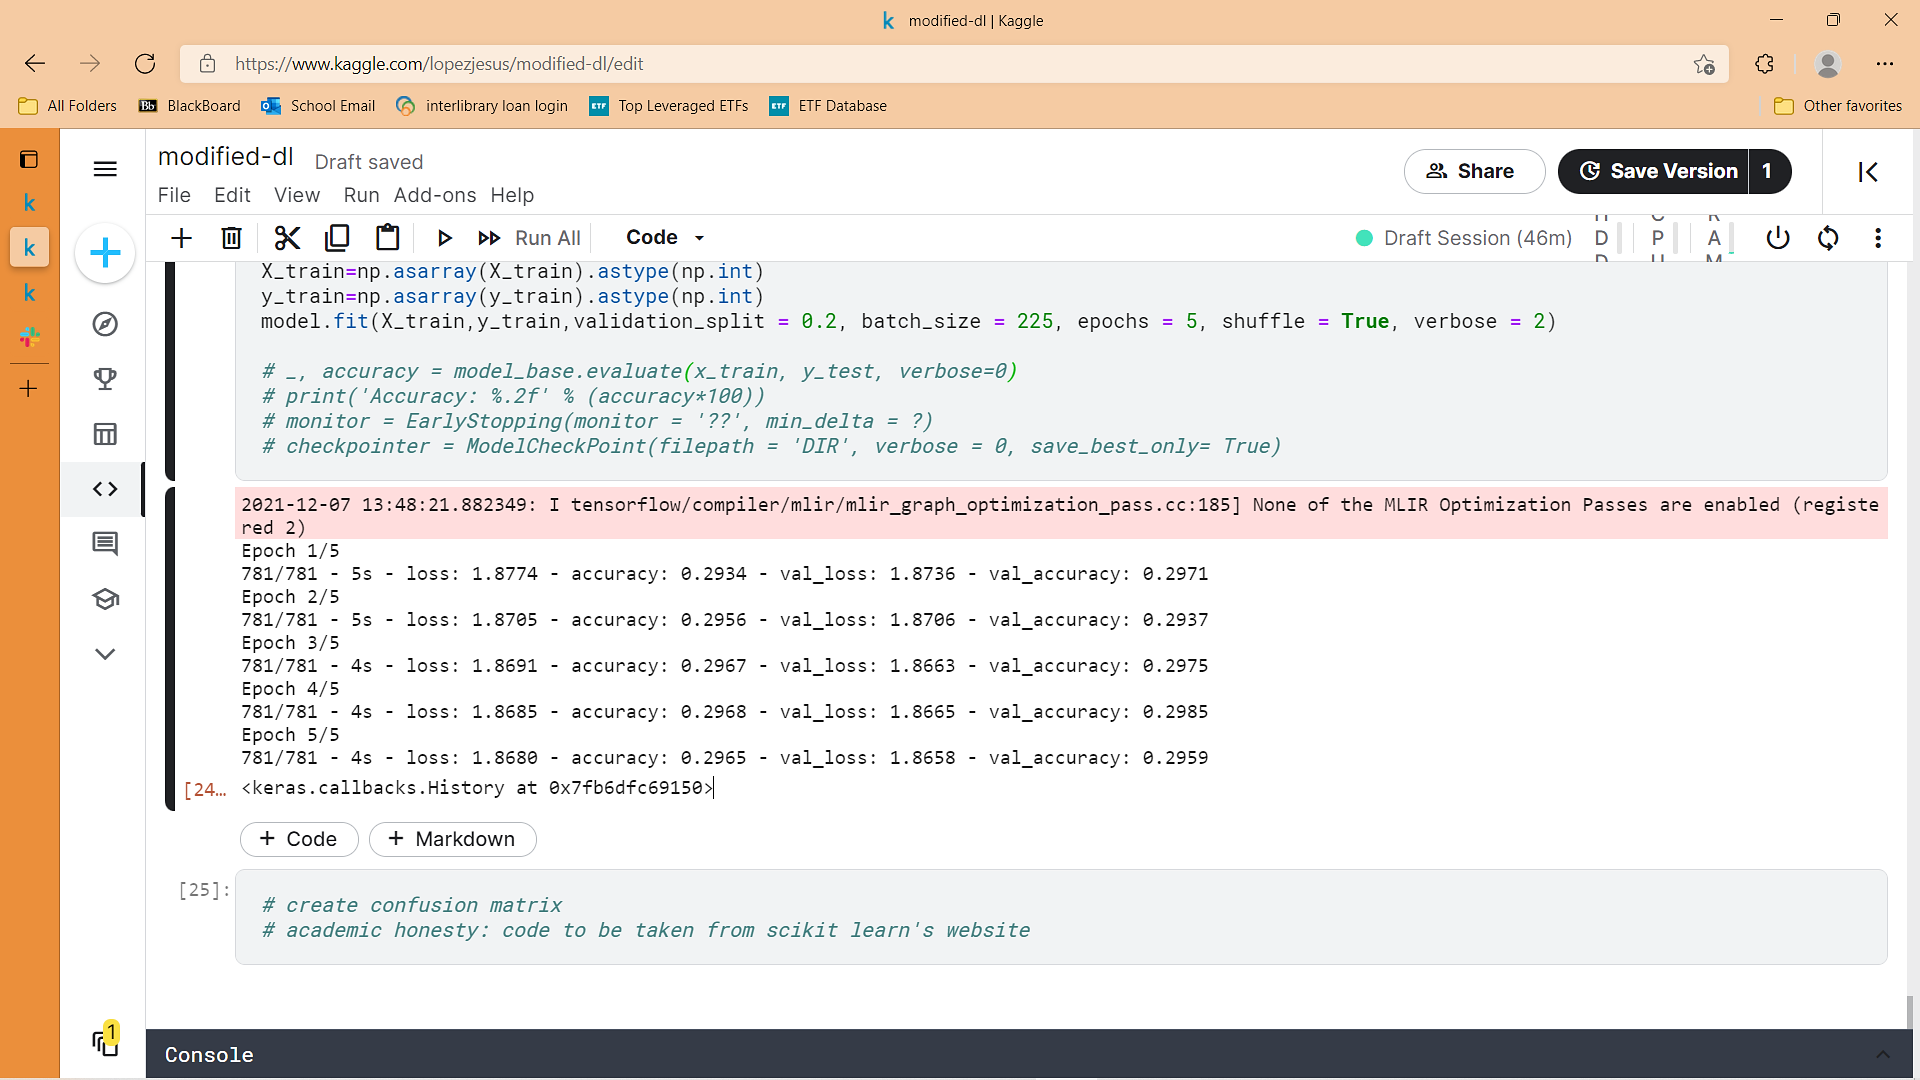 modified-dl | Kaggle
https://www.kaggle.com/lopezjesus/modified-dl/edit
All Folders
Bb BlackBoard
School Email
interlibrary loan login
ETF Top Leveraged ETFs
ETF ETF Database
Other favorites
modified-dl Draft saved
File Edit View Run Add-ons Help
Share
Save Version 1
Run All
Code
Draft Session (46m)
H
D
D
C
P
U
R
A
M
X_train=np.asarray(X_train).astype(np.int)
y_train=np.asarray(y_train).astype(np.int)
model.fit(X_train,y_train,validation_split = 0.2, batch_size = 225, epochs = 5, shuffle = True, verbose = 2)
# _, accuracy = model_base.evaluate(x_train, y_test, verbose=0)
# print('Accuracy: %.2f' % (accuracy*100))
# monitor = EarlyStopping(monitor = '??', min_delta = ?)
# checkpointer = ModelCheckPoint(filepath = 'DIR', verbose = 0, save_best_only= True)
2021-12-07 13:48:21.882349: I tensorflow/compiler/mlir/mlir_graph_optimization_pass.cc:185] None of the MLIR Optimization Passes are enabled (registe
red 2)
Epoch 1/5
781/781 - 5s - loss: 1.8774 - accuracy: 0.2934 - val_loss: 1.8736 - val_accuracy: 0.2971
Epoch 2/5
781/781 - 5s - loss: 1.8705 - accuracy: 0.2956 - val_loss: 1.8706 - val_accuracy: 0.2937
Epoch 3/5
781/781 - 4s - loss: 1.8691 - accuracy: 0.2967 - val_loss: 1.8663 - val_accuracy: 0.2975
Epoch 4/5
781/781 - 4s - loss: 1.8685 - accuracy: 0.2968 - val_loss: 1.8665 - val_accuracy: 0.2985
Epoch 5/5
781/781 - 4s - loss: 1.8680 - accuracy: 0.2965 - val_loss: 1.8658 - val_accuracy: 0.2959
[24… <keras.callbacks.History at 0x7fb6dfc69150>
+ Code + Markdown
[25]:
# create confusion matrix
# academic honesty: code to be taken from scikit learn's website
1
Console